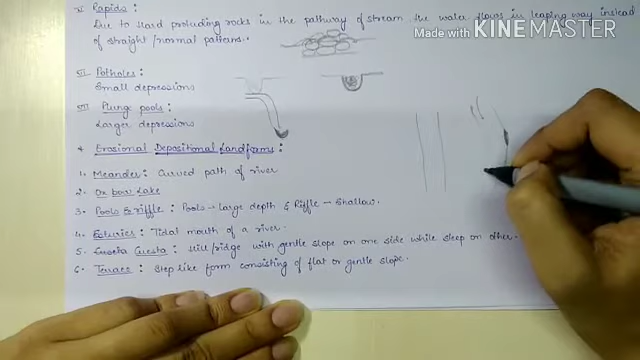 vi Rapids :
Due to Hard protuding rocks in the pathway of stream the water flows in leaping way instead
of straight/normal patterns.
Made with KINEMASTER
vii Potholes :
Small depressions
viii Plunge pools :
Larger depressions
* Erosional Depositional Landforms :
1. Meander : Curved path of river
2. Ox bow Lake
3. Pools & riffle : Pools - Large depth & Riffle - Shallow.
4. Esturies : Tidal mouth of a river.
5. Cuesta : Hill/ridge with gentle slope on one side while steep on other.
6. Terrace : Step like form consisting of flat or gentle slope.